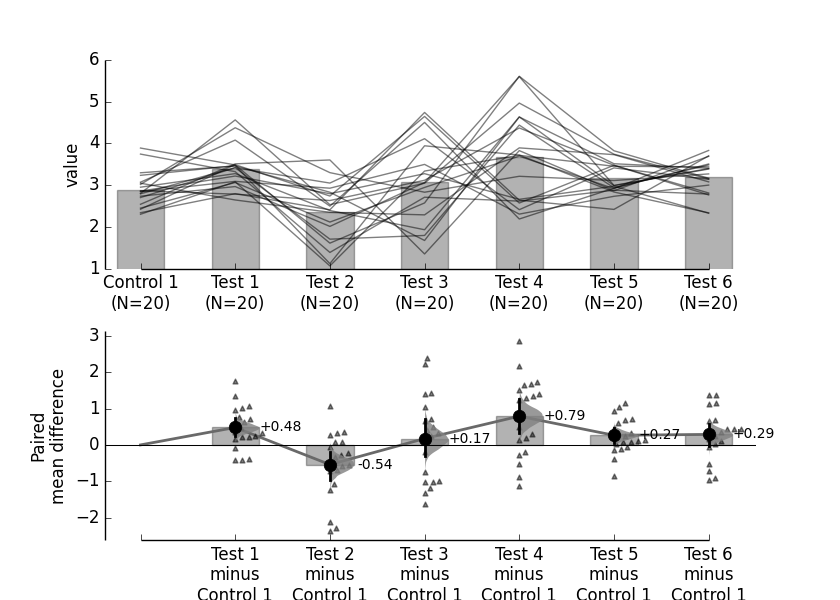 6
5
4
3
2
1
value
Control 1 Test 1 Test 2 Test 3 Test 4 Test 5 Test 6
(N=20) (N=20) (N=20) (N=20) (N=20) (N=20) (N=20)
3
2
1
0
−1
−2
Paired
mean difference
+0.48
-0.54
+0.17
+0.79
+0.27
+0.29
Test 1 Test 2 Test 3 Test 4 Test 5 Test 6
minus minus minus minus minus minus
Control 1 Control 1 Control 1 Control 1 Control 1 Control 1